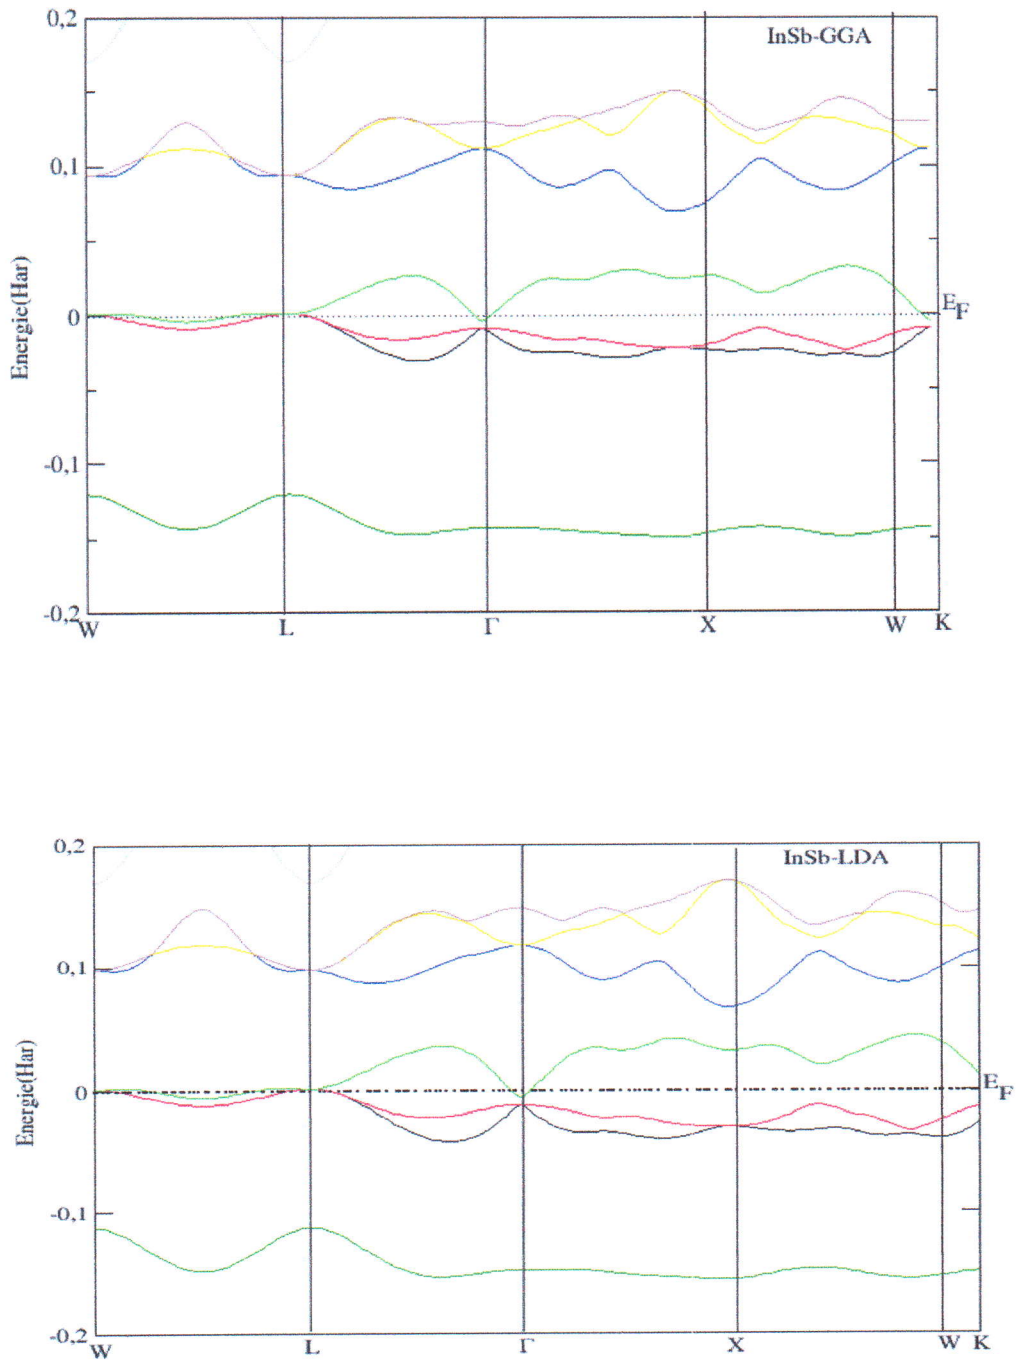 0,2
InSb-GGA
0.1
Energie(Har)
0
E_F
-0,1
-0,2
W L Γ X W K
0,2
InSb-LDA
0,1
Energie(Har)
0
E_F
-0,1
-0,2
W L Γ X W K